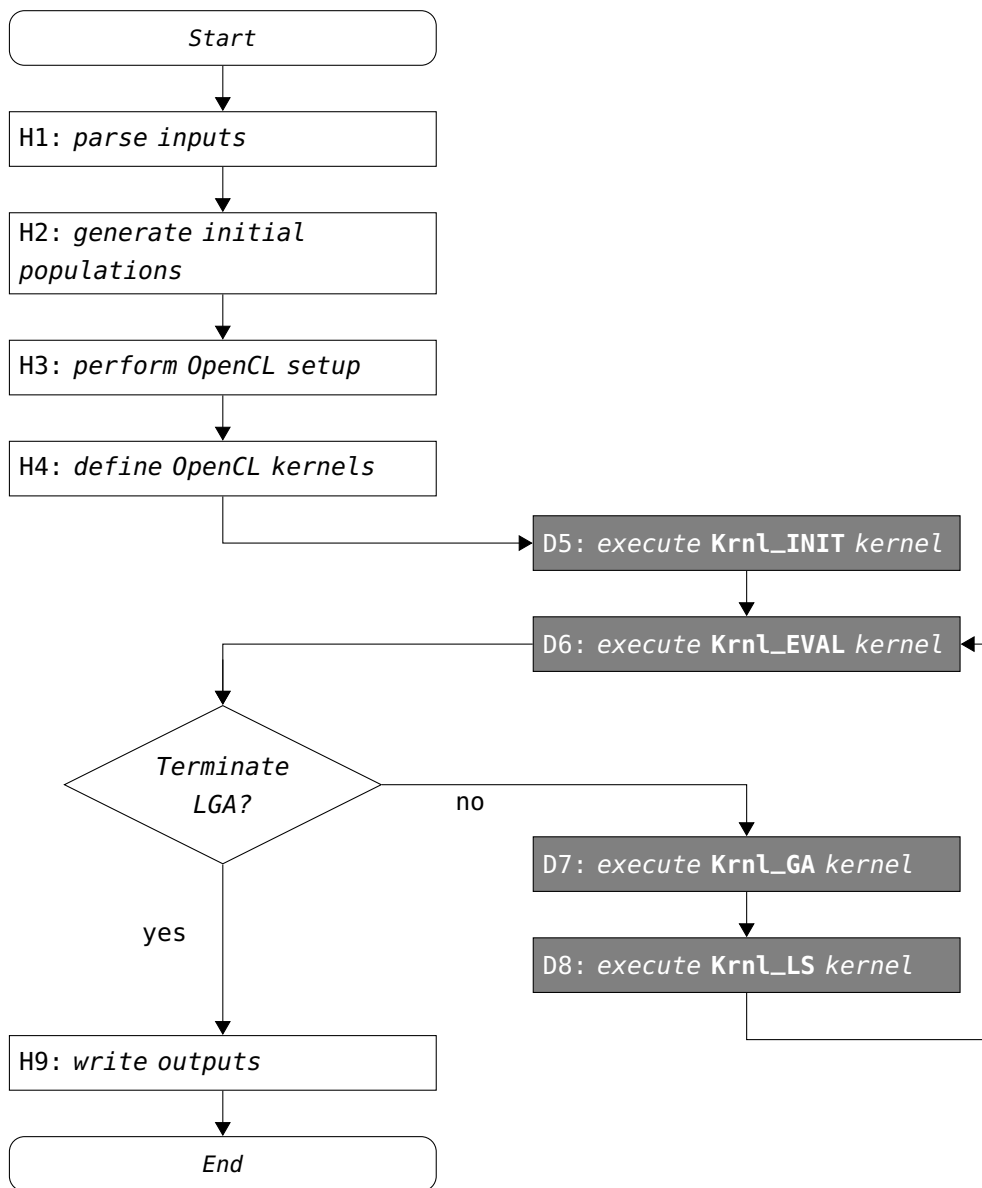 Start
H1: parse inputs
H2: generate initial
populations
H3: perform OpenCL setup
H4: define OpenCL kernels
D5: execute Krnl_INIT kernel
D6: execute Krnl_EVAL kernel
Terminate
LGA?
no
D7: execute Krnl_GA kernel
yes
D8: execute Krnl_LS kernel
H9: write outputs
End